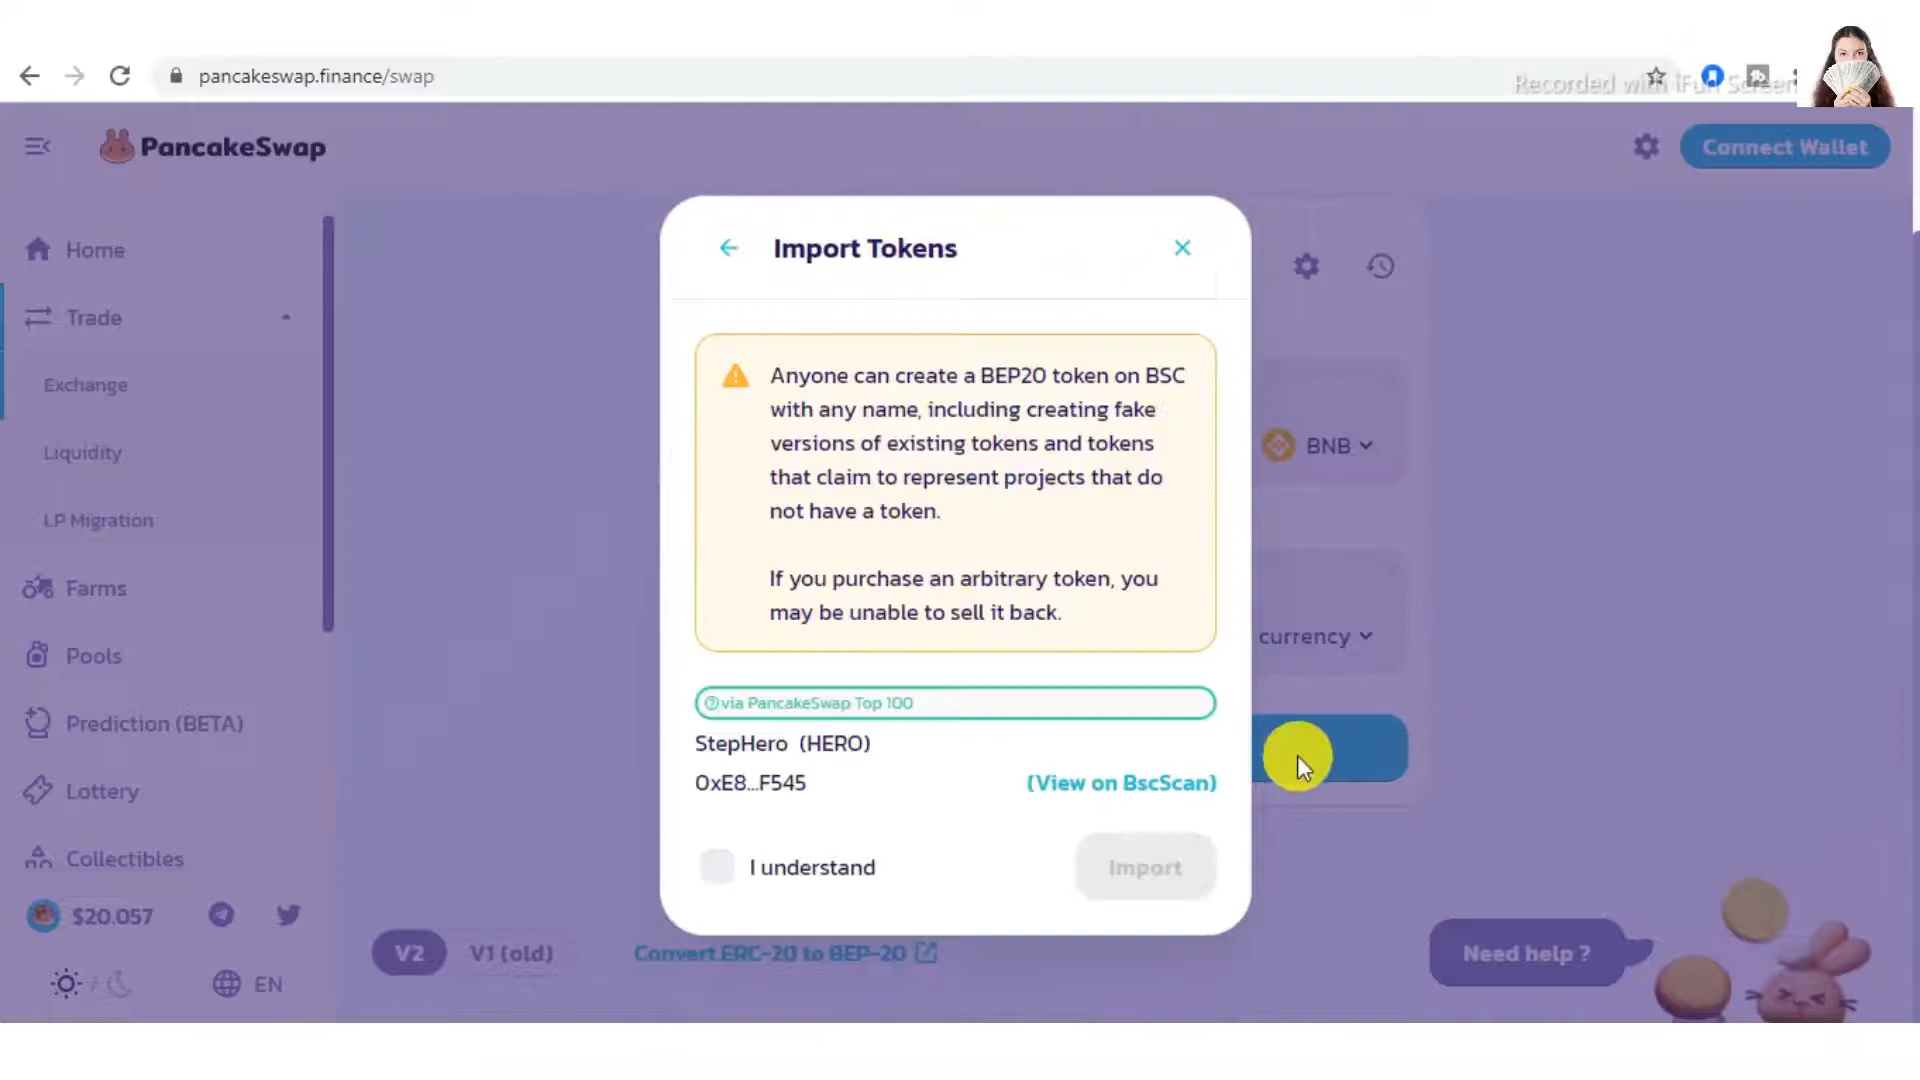 pancakeswap.finance/swap
Recorded with iFun Screen
PancakeSwap
Connect Wallet
Home
Trade
Exchange
Liquidity
LP Migration
Farms
Pools
Prediction (BETA)
Lottery
Collectibles
$20.057
EN
Import Tokens
Anyone can create a BEP20 token on BSC
with any name, including creating fake
versions of existing tokens and tokens
that claim to represent projects that do
not have a token.
If you purchase an arbitrary token, you
may be unable to sell it back.
via PancakeSwap Top 100
StepHero (HERO)
0xE8...F545
(View on BscScan)
I understand
Import
BNB
currency
V2
V1 (old)
Convert ERC-20 to BEP-20
Need help ?